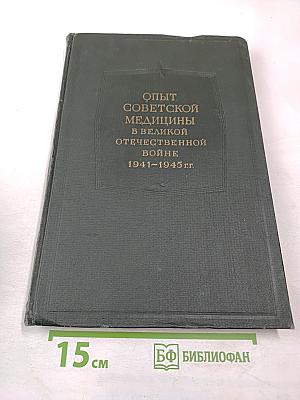 ОПЫТ
СОВЕТСКОЙ
МЕДИЦИНЫ
В ВЕЛИКОЙ
ОТЕЧЕСТВЕННОЙ
ВОЙНЕ
1941–1945 гг.
15 см
БФ БИБЛИОФАН